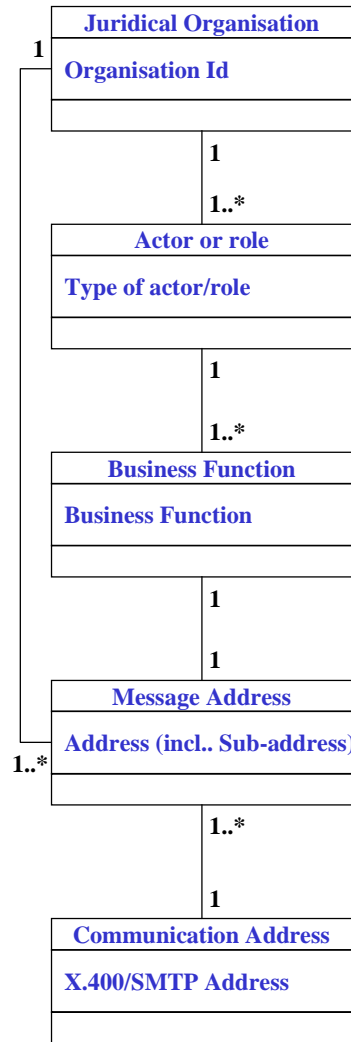 Juridical Organisation
1
Organisation Id
1
1..*
Actor or role
Type of actor/role
1
1..*
Business Function
Business Function
1
1
Message Address
Address (incl.. Sub-address)
1..*
1..*
1
Communication Address
X.400/SMTP Address